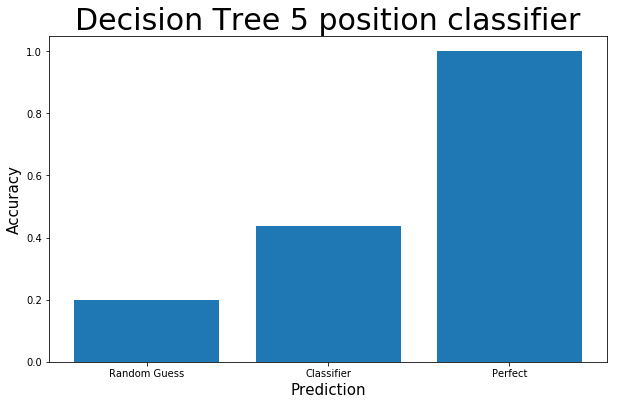 Decision Tree 5 position classifier
Accuracy
1.0
0.8
0.6
0.4
0.2
0.0
Random Guess
Classifier
Perfect
Prediction